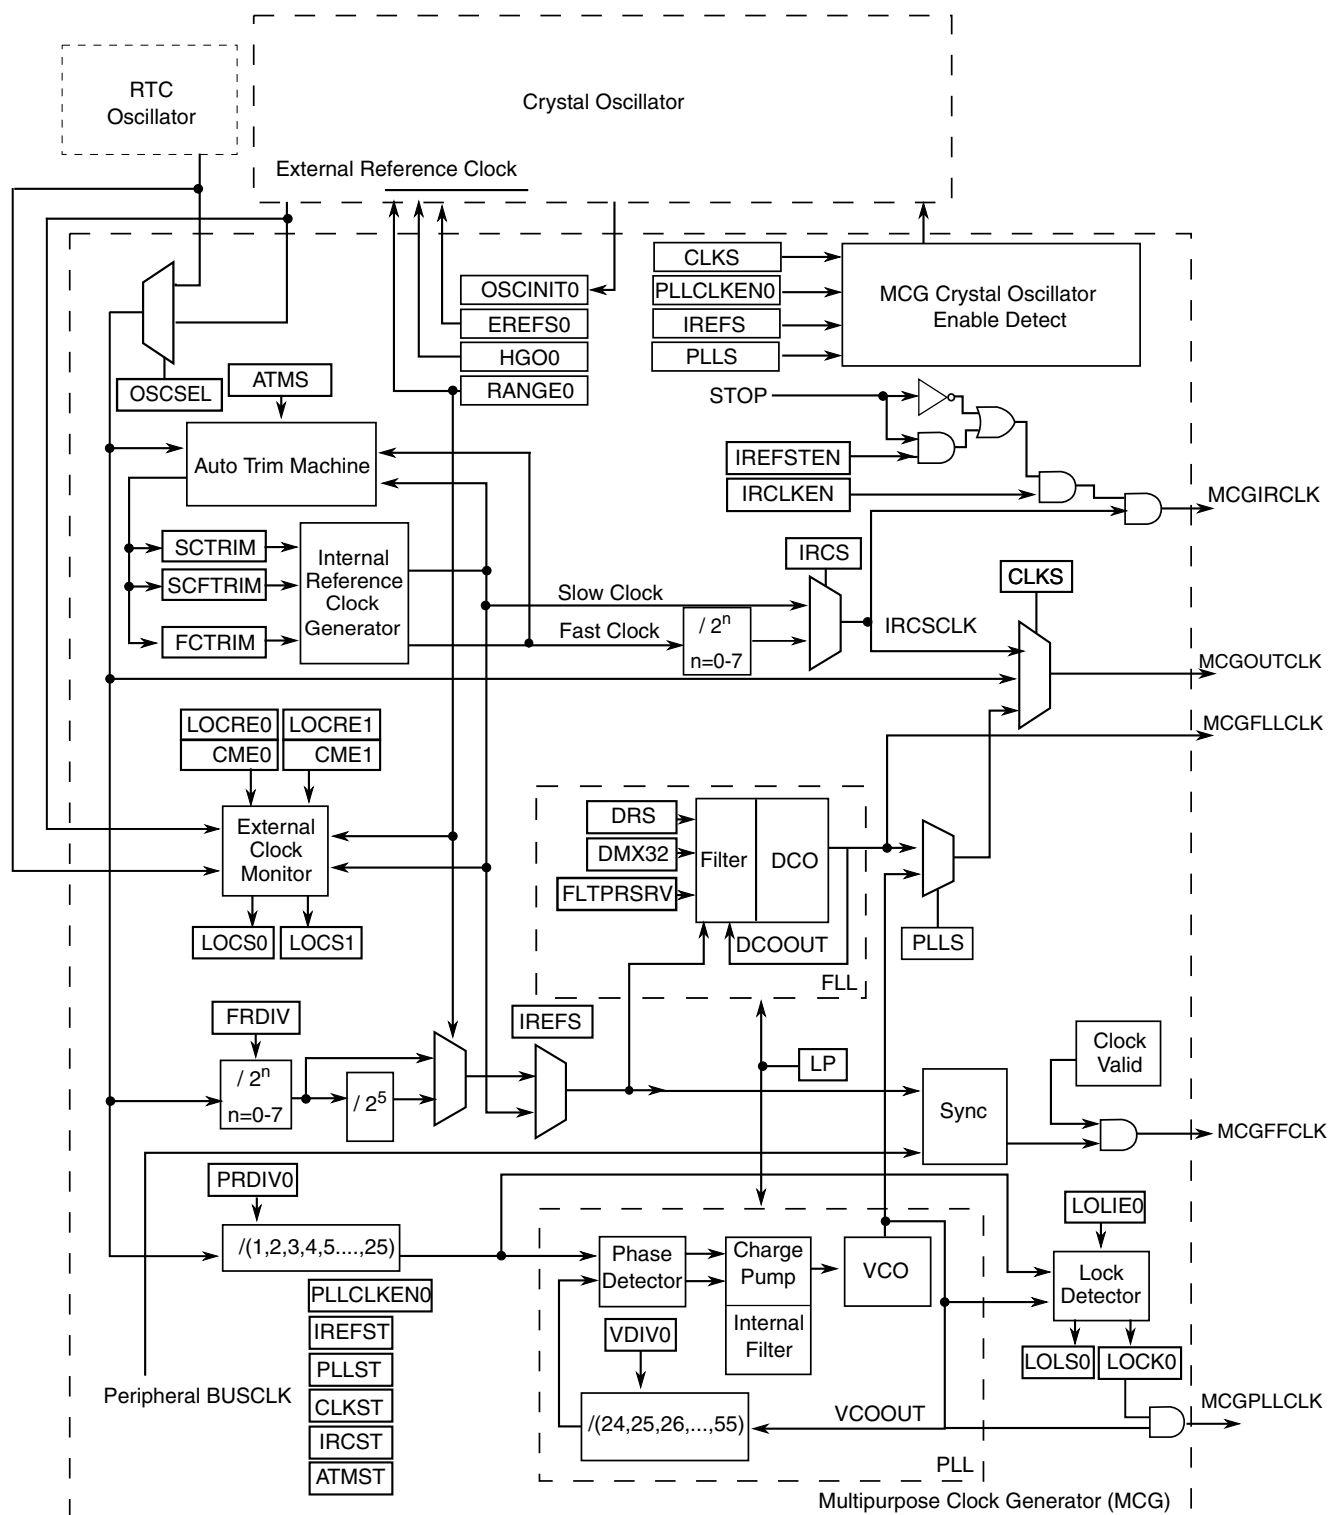 RTC
Oscillator
Crystal Oscillator
External Reference Clock
CLKS
PLLCLKEN0
IREFS
PLLS
MCG Crystal Oscillator
Enable Detect
OSCINIT0
EREFS0
HGO0
RANGE0
OSCSEL
ATMS
STOP
Auto Trim Machine
IREFSTEN
IRCLKEN
MCGIRCLK
SCTRIM
SCFTRIM
FCTRIM
Internal
Reference
Clock
Generator
IRCS
CLKS
Slow Clock
Fast Clock
/ 2n
n=0-7
IRCSCLK
MCGOUTCLK
MCGFLLCLK
LOCRE0
LOCRE1
CME0
CME1
External
Clock
Monitor
LOCS0
LOCS1
DRS
DMX32
FLTPRSRV
Filter
DCO
DCOOUT
FLL
PLLS
FRDIV
IREFS
LP
Clock
Valid
/ 2n
n=0-7
/ 25
Sync
MCGFFCLK
PRDIV0
/(1,2,3,4,5....,25)
LOLIE0
Phase
Detector
Charge
Pump
Internal
Filter
VCO
Lock
Detector
PLLCLKEN0
IREFST
PLLST
CLKST
IRCST
ATMST
VDIV0
LOLS0
LOCK0
Peripheral BUSCLK
/(24,25,26,...,55)
VCOOUT
MCGPLLCLK
PLL
Multipurpose Clock Generator (MCG)